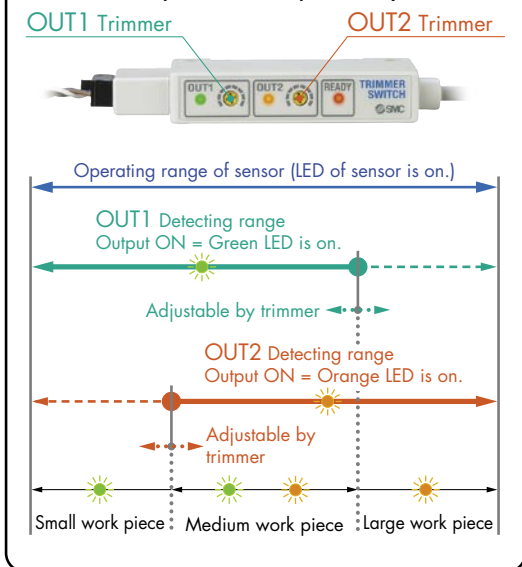 OUT1 Trimmer
OUT2 Trimmer
OUT1
OUT2
READY
TRIMMER
SWITCH
SMC
Operating range of sensor (LED of sensor is on.)
OUT1 Detecting range
Output ON = Green LED is on.
Adjustable by trimmer
OUT2 Detecting range
Output ON = Orange LED is on.
Adjustable by
trimmer
Small work piece
Medium work piece
Large work piece